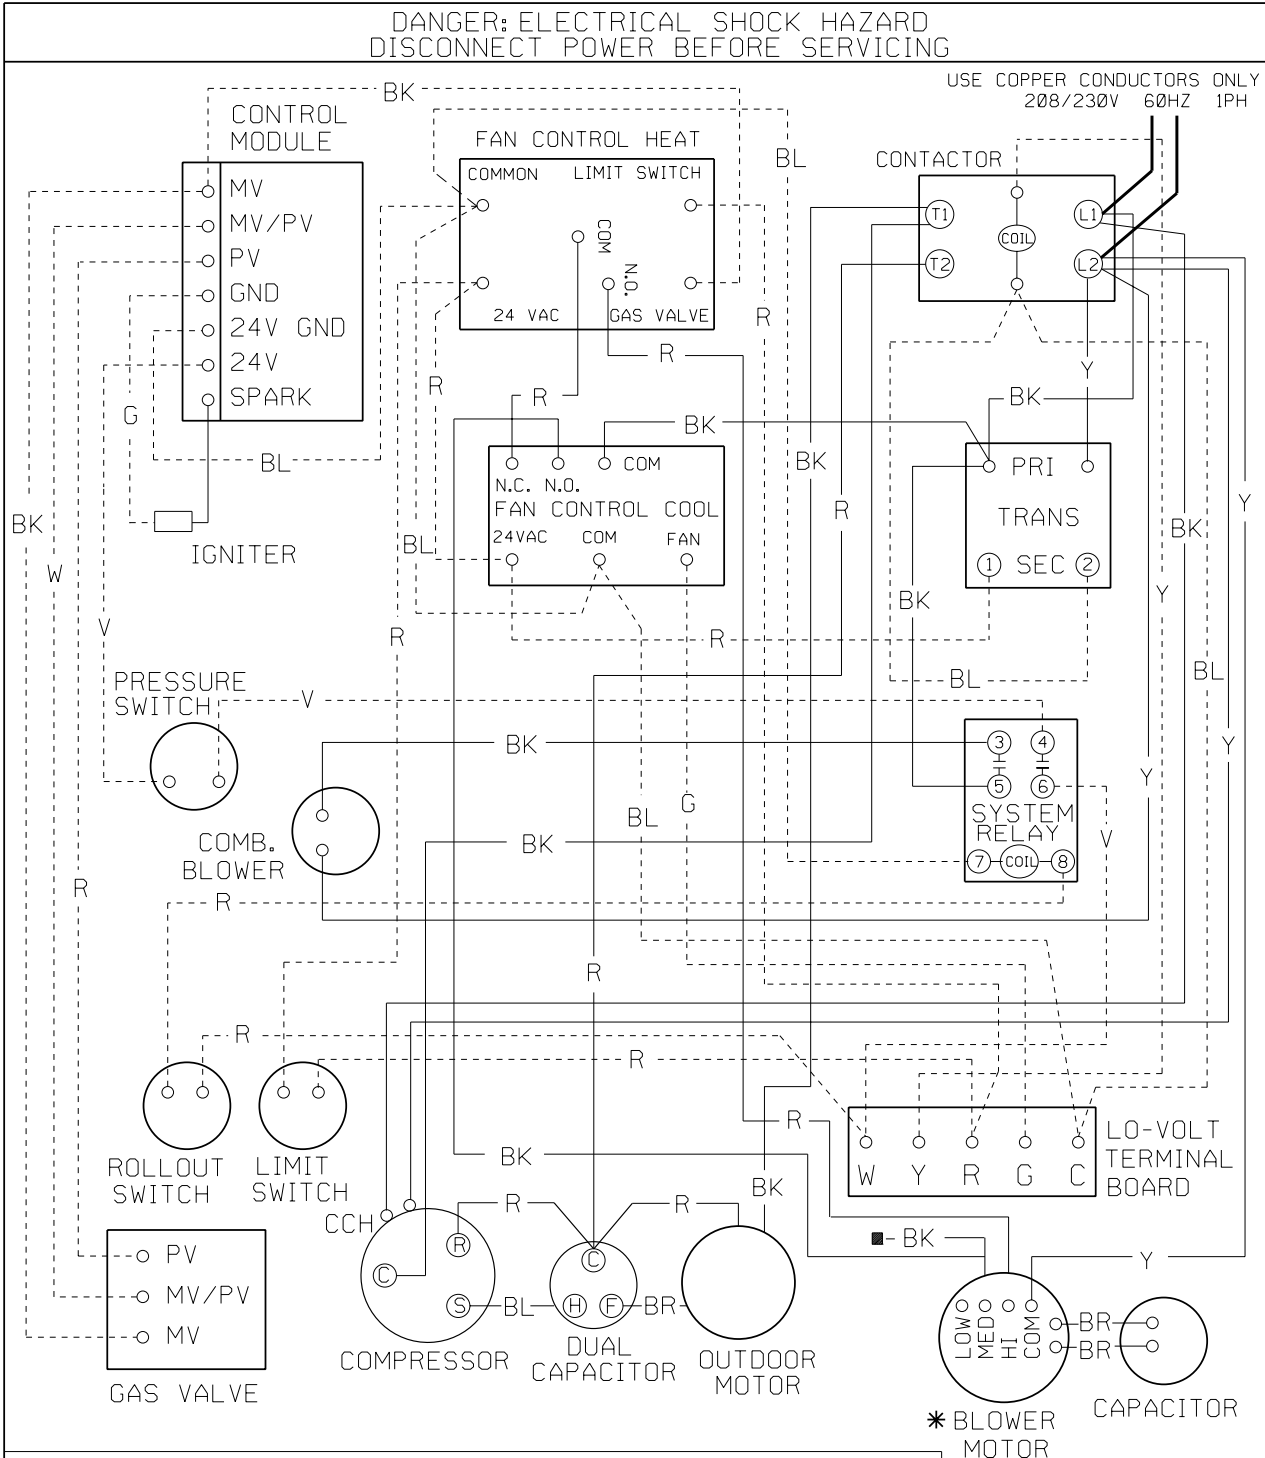 DANGER: ELECTRICAL SHOCK HAZARD
DISCONNECT POWER BEFORE SERVICING
USE COPPER CONDUCTORS ONLY
208/230V 60HZ 1PH
BK
CONTROL
MODULE
MV
MV/PV
PV
GND
24V GND
24V
SPARK
FAN CONTROL HEAT
COMMON
LIMIT SWITCH
COM
N.O.
24 VAC
GAS VALVE
BL
CONTACTOR
T1
T2
COIL
L1
L2
R
R
R
R
Y
BK
G
BL
BK
BK
R
Y
BK
COM
N.C. N.O.
FAN CONTROL COOL
24VAC
COM
FAN
PRI
TRANS
1
SEC
2
BK
IGNITER
BL
W
BK
Y
V
R
R
BL
BL
PRESSURE
SWITCH
V
BK
3
4
5
6
SYSTEM
RELAY
7
COIL
8
Y
Y
G
BL
V
COMB.
BLOWER
BK
R
R
R
R
R
ROLLOUT
SWITCH
LIMIT
SWITCH
R
BK
BK
W
Y
R
G
C
LO-VOLT
TERMINAL
BOARD
CCH
R
R
BK
Y
PV
MV/PV
MV
GAS VALVE
R
C
S
COMPRESSOR
BL
C
H
F
BR
DUAL
CAPACITOR
OUTDOOR
MOTOR
LOW
MED
HI
COM
BR
BR
CAPACITOR
* BLOWER
MOTOR